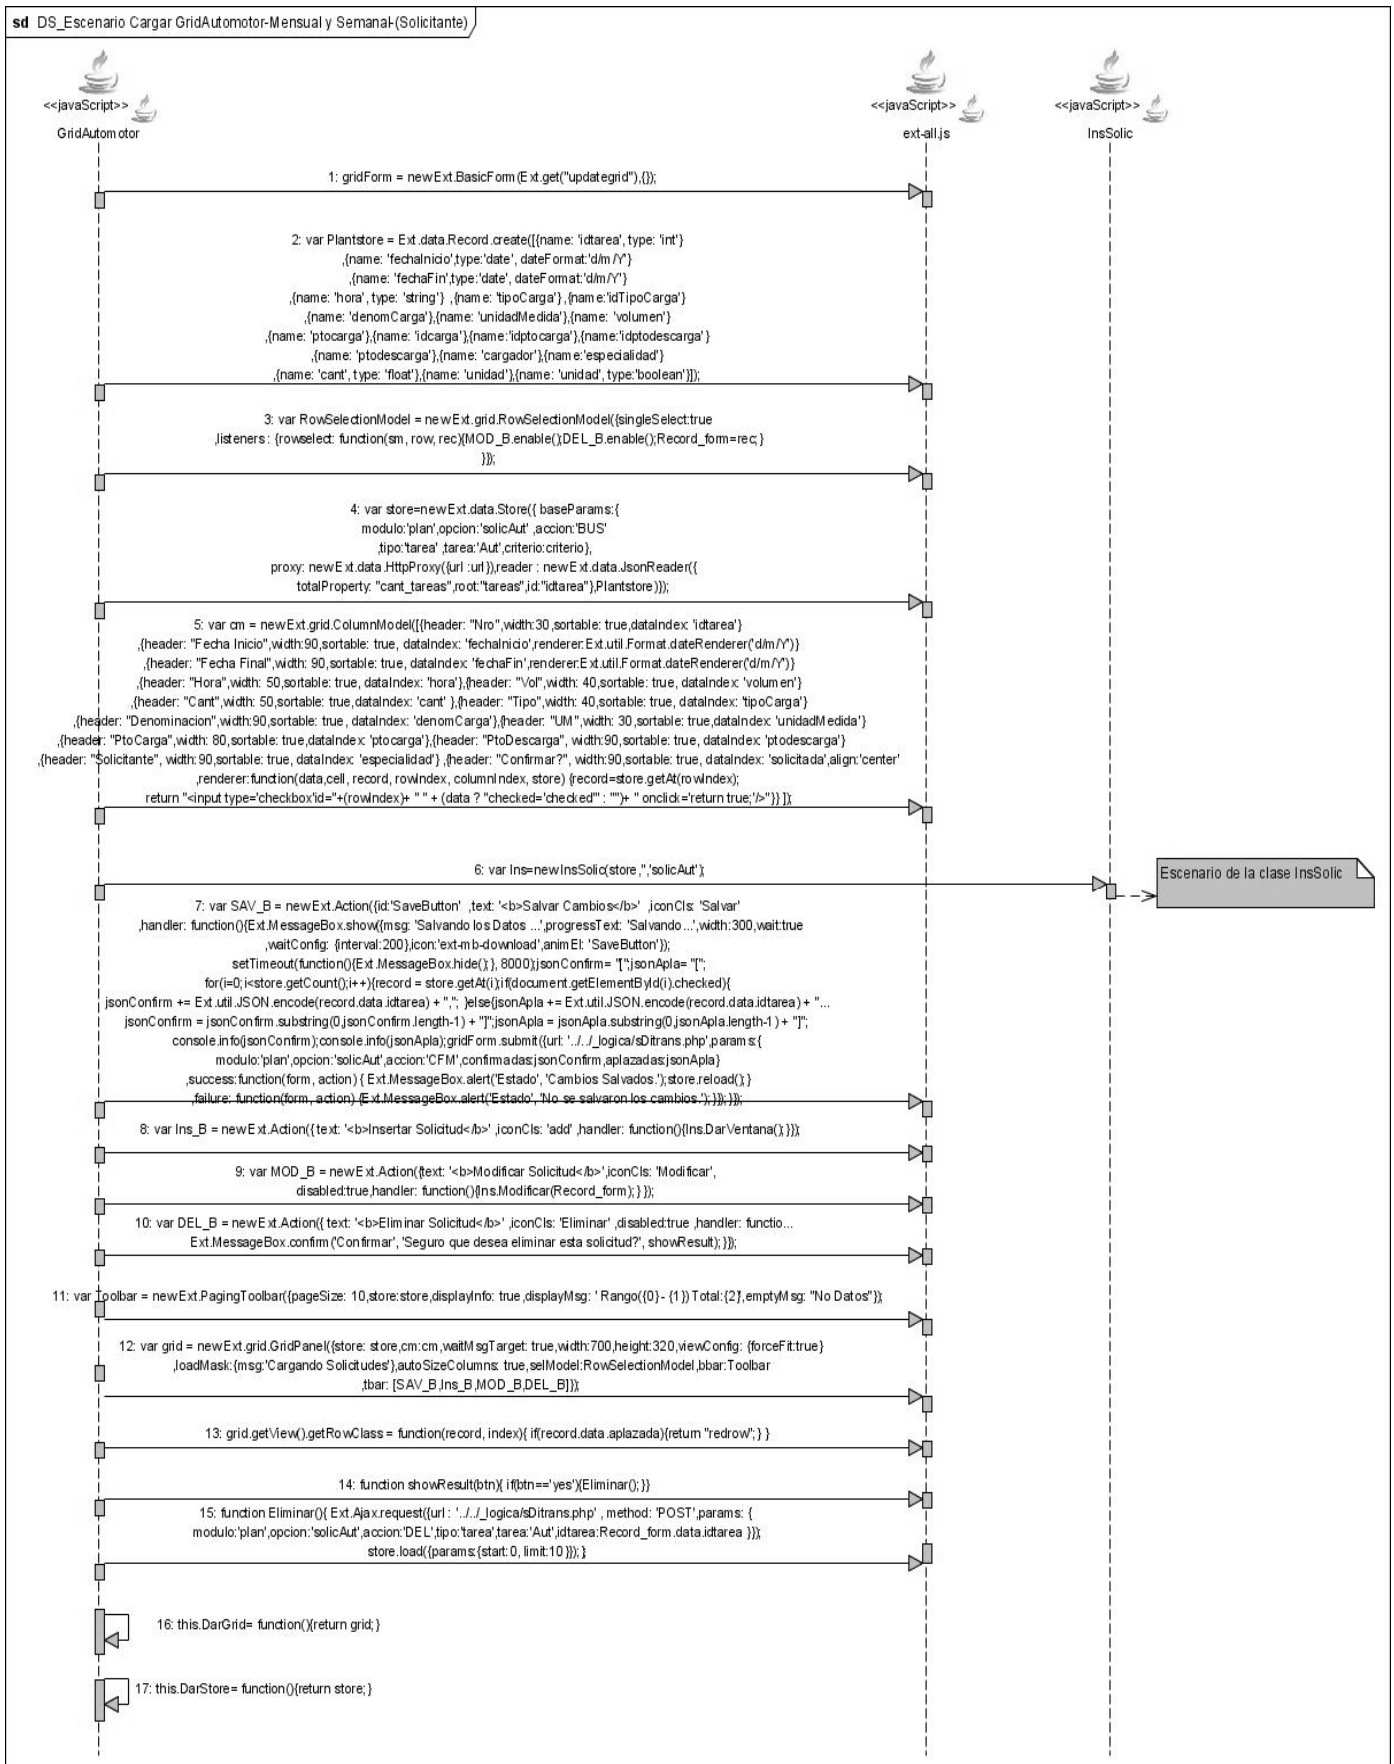 sd DS_Escenario Cargar GridAutomotor-Mensual y Semanal-(Solicitante)
<<javaScript>>
GridAutomotor
<<javaScript>>
ext-all.js
<<javaScript>>
InsSolic
1: gridForm = new Ext.BasicForm(Ext.get("updategrid"),{});
2: var Plantstore = Ext.data.Record.create([{name: 'idtarea', type: 'int'}
,{name: 'fechaInicio',type:'date', dateFormat:'d/m/Y'}
,{name: 'fechaFin',type:'date', dateFormat:'d/m/Y'}
,{name: 'hora', type: 'string'} ,{name: 'tipoCarga'},{name:'idTipoCarga'}
,{name: 'denomCarga'},{name: 'unidadMedida'},{name: 'volumen'}
,{name: 'ptocarga'},{name: 'idcarga'},{name:'idptocarga'},{name:'idptodescarga'}
,{name: 'ptodescarga'},{name: 'cargador'},{name:'especialidad'}
,{name: 'cant', type: 'float'},{name: 'unidad'},{name: 'unidad', type:'boolean'}]);
3: var RowSelectionModel = new Ext.grid.RowSelectionModel({singleSelect:true
,listeners : {rowselect: function(sm, row, rec){MOD_B.enable();DEL_B.enable();Record_form=rec; }
}});
4: var store=new Ext.data.Store({ baseParams:{
modulo:'plan',opcion:'solicAut' ,accion:'BUS'
,tipo:'tarea' ,tarea:'Aut',criterio:criterio},
proxy: new Ext.data.HttpProxy({url :url}),reader : new Ext.data.JsonReader({
totalProperty: "cant_tareas",root:"tareas",id:"idtarea"},Plantstore)});
5: var cm = new Ext.grid.ColumnModel([{header: "Nro",width:30,sortable: true,dataIndex: 'idtarea'}
,{header: "Fecha Inicio",width:90,sortable: true, dataIndex: 'fechaInicio',renderer:Ext.util.Format.dateRenderer('d/m/Y')}
,{header: "Fecha Final",width: 90,sortable: true, dataIndex: 'fechaFin',renderer:Ext.util.Format.dateRenderer('d/m/Y')}
,{header: "Hora",width: 50,sortable: true, dataIndex: 'hora'},{header: "Vol",width: 40,sortable: true, dataIndex: 'volumen'}
,{header: "Cant",width: 50,sortable: true,dataIndex: 'cant' },{header: "Tipo",width: 40,sortable: true, dataIndex: 'tipoCarga'}
,{header: "Denominacion",width:90,sortable: true, dataIndex: 'denomCarga'},{header: "UM",width: 30,sortable: true,dataIndex: 'unidadMedida'}
,{header: "PtoCarga",width: 80,sortable: true,dataIndex: 'ptocarga'},{header: "PtoDescarga", width:90,sortable: true, dataIndex: 'ptodescarga'}
,{header: "Solicitante", width:90,sortable: true, dataIndex: 'especialidad'} ,{header: "Confirmar?", width:90,sortable: true, dataIndex: 'solicitada',align:'center'
,renderer:function(data,cell, record, rowIndex, columnIndex, store) {record=store.getAt(rowIndex);
return "<input type='checkbox'id="+(rowIndex)+ " " + (data ? "checked='checked'" : "")+ " onclick='return true;'/>"}} ]);
6: var Ins=new InsSolic(store,'','solicAut');
Escenario de la clase InsSolic
7: var SAV_B = new Ext.Action({id:'SaveButton' ,text: '<b>Salvar Cambios</b>' ,iconCls: 'Salvar'
,handler: function(){Ext.MessageBox.show({msg: 'Salvando los Datos ...',progressText: 'Salvando...',width:300,wait:true
,waitConfig: {interval:200},icon:'ext-mb-download',animEl: 'SaveButton'});
setTimeout(function(){Ext.MessageBox.hide(); }, 8000);jsonConfirm= "[";jsonApla= "[";
for(i=0;i<store.getCount();i++){record = store.getAt(i);if(document.getElementById(i).checked){
jsonConfirm += Ext.util.JSON.encode(record.data.idtarea) + ","; }else{jsonApla += Ext.util.JSON.encode(record.data.idtarea) + "...
jsonConfirm = jsonConfirm.substring(0,jsonConfirm.length-1) + "]";jsonApla = jsonApla.substring(0,jsonApla.length-1) + "]";
console.info(jsonConfirm);console.info(jsonApla);gridForm.submit({url: '../../_logica/sDitrans.php',params:{
modulo:'plan',opcion:'solicAut',accion:'CFM',confirmadas:jsonConfirm,aplazadas:jsonApla}
,success:function(form, action) { Ext.MessageBox.alert('Estado', 'Cambios Salvados.');store.reload(); }
,failure: function(form, action) {Ext.MessageBox.alert('Estado', 'No se salvaron los cambios.'); }}); }});
8: var Ins_B = new Ext.Action({ text: '<b>Insertar Solicitud</b>' ,iconCls: 'add' ,handler: function(){Ins.DarVentana(); }});
9: var MOD_B = new Ext.Action({text: '<b>Modificar Solicitud</b>',iconCls: 'Modificar',
disabled:true,handler: function(){Ins.Modificar(Record_form); } });
10: var DEL_B = new Ext.Action({ text: '<b>Eliminar Solicitud</b>' ,iconCls: 'Eliminar' ,disabled:true ,handler: functio...
Ext.MessageBox.confirm('Confirmar', 'Seguro que desea eliminar esta solicitud?', showResult); }});
11: var Toolbar = new Ext.PagingToolbar({pageSize: 10,store:store,displayInfo: true,displayMsg: ' Rango({0} - {1}) Total:{2}',emptyMsg: "No Datos"});
12: var grid = new Ext.grid.GridPanel({store: store,cm:cm,waitMsgTarget: true,width:700,height:320,viewConfig: {forceFit:true}
,loadMask:{msg:'Cargando Solicitudes'},autoSizeColumns: true,selModel:RowSelectionModel,bbar:Toolbar
,tbar: [SAV_B,Ins_B,MOD_B,DEL_B]});
13: grid.getView().getRowClass = function(record, index){ if(record.data.aplazada){return "redrow"; } }
14: function showResult(btn){ if(btn=='yes'){Eliminar(); }}
15: function Eliminar(){ Ext.Ajax.request({url : '../../_logica/sDitrans.php' , method: 'POST',params: {
modulo:'plan',opcion:'solicAut',accion:'DEL',tipo:'tarea',tarea:'Aut',idtarea:Record_form.data.idtarea }});
store.load({params:{start:0, limit:10 }}); }
16: this.DarGrid= function(){return grid; }
17: this.DarStore= function(){return store; }